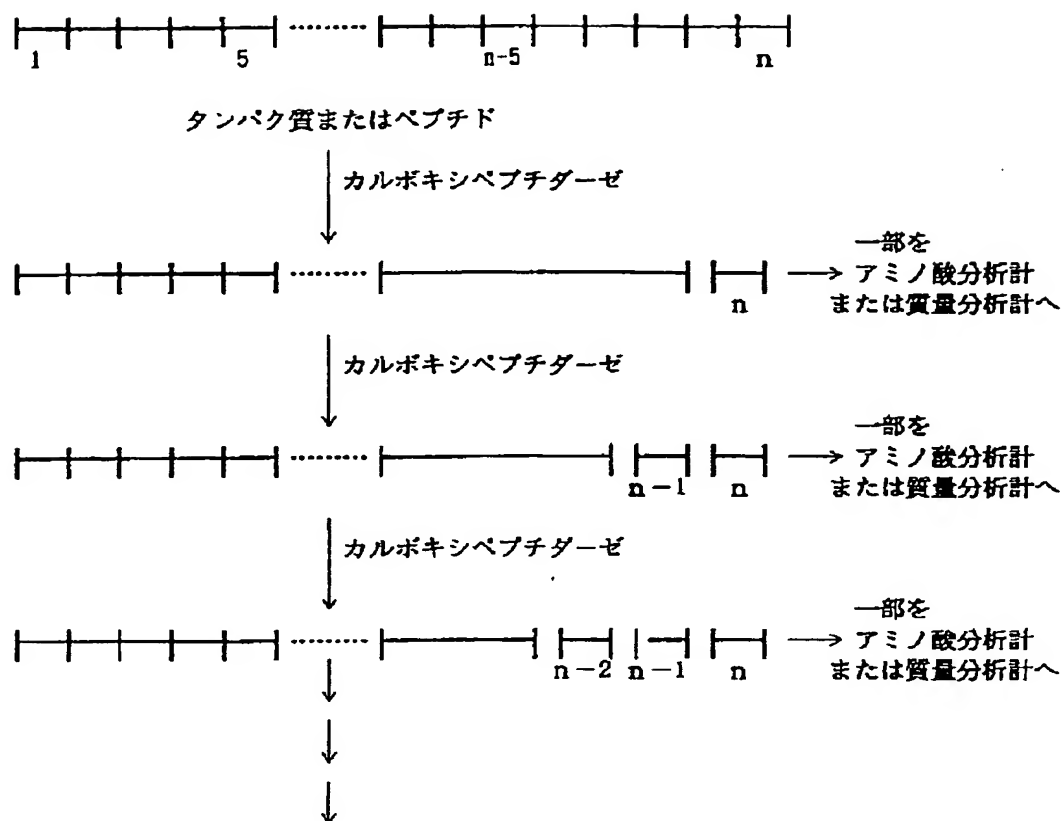 1 5 n-5 n
タンパク質またはペプチド
カルボキシペプチダーゼ
一部を
アミノ酸分析計
または質量分析計へ
n
カルボキシペプチダーゼ
一部を
アミノ酸分析計
または質量分析計へ
n-1 n
カルボキシペプチダーゼ
一部を
アミノ酸分析計
または質量分析計へ
n-2 n-1 n